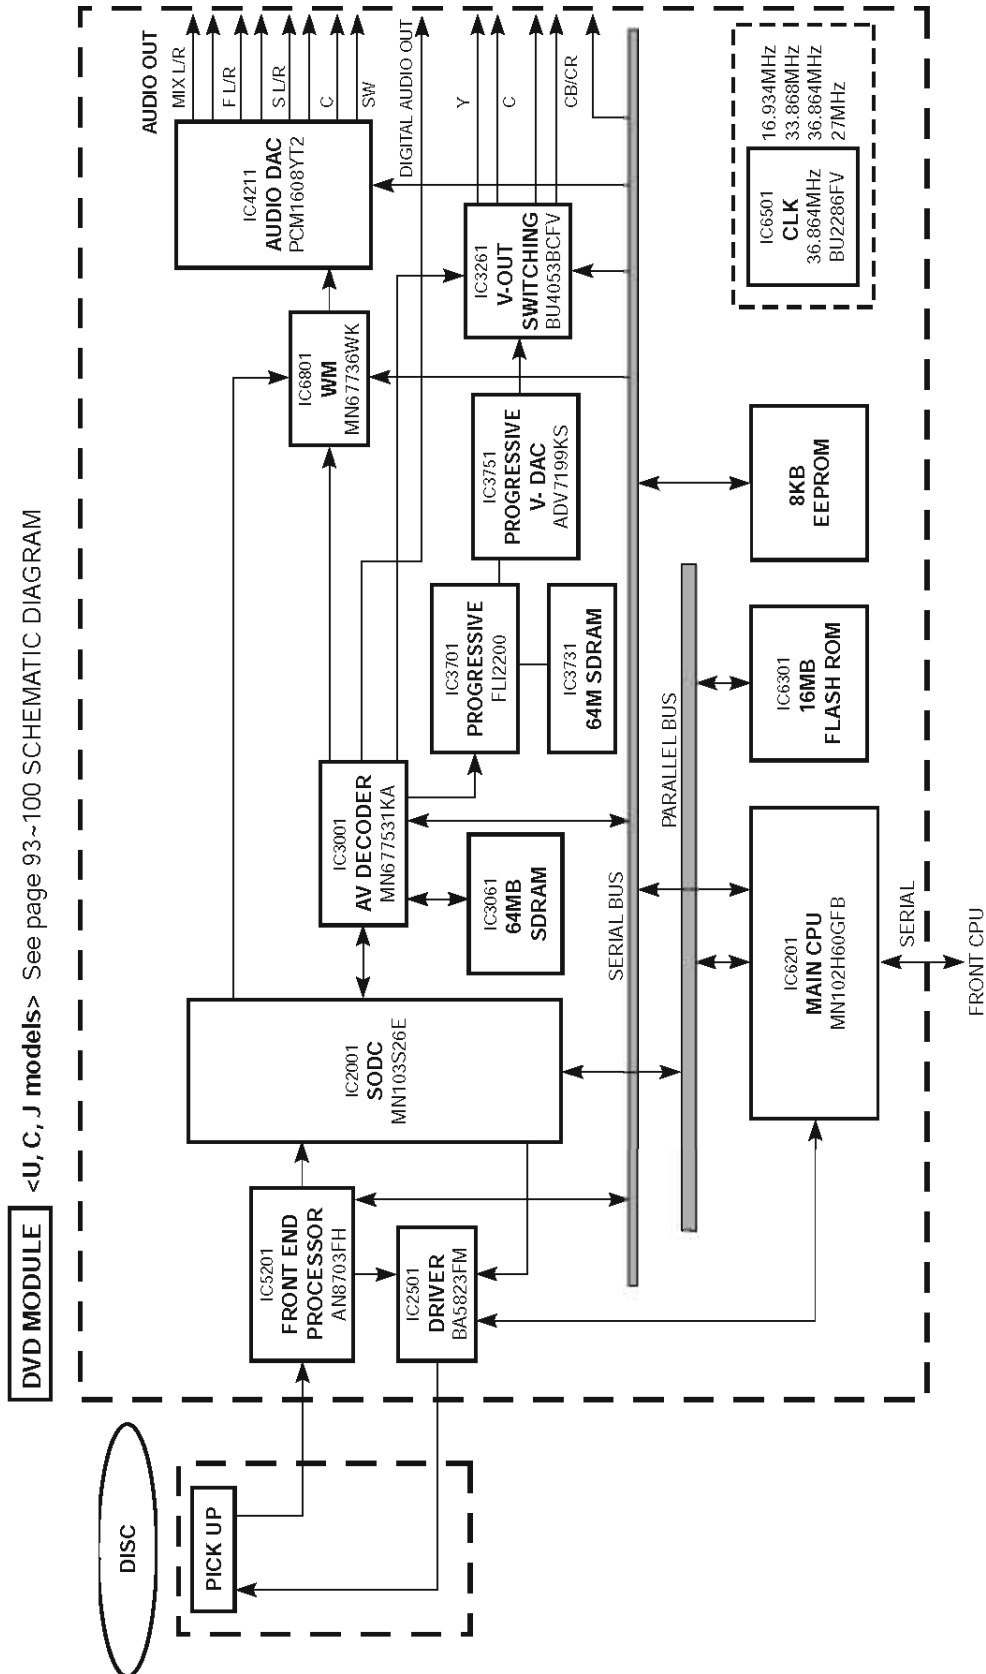 DVD MODULE <U, C, J models> See page 93~100 SCHEMATIC DIAGRAM
DISC
PICK UP
IC5201
FRONT END
PROCESSOR
AN8703FH
IC2501
DRIVER
BA5823FM
IC2001
SODC
MN103S26E
IC3001
AV DECODER
MN677531KA
IC3061
64MB
SDRAM
IC3701
PROGRESSIVE
FLI2200
IC3731
64M SDRAM
IC3751
PROGRESSIVE
V- DAC
ADV7199KS
IC6801
WM
MN67736WK
IC4211
AUDIO DAC
PCM1608YT2
IC3261
V-OUT
SWITCHING
BU4053BCFV
AUDIO OUT
MIX L/R
F L/R
S L/R
C
SW
DIGITAL AUDIO OUT
Y
C
CB/CR
SERIAL BUS
PARALLEL BUS
IC6201
MAIN CPU
MN102H60GFB
SERIAL
FRONT CPU
IC6301
16MB
FLASH ROM
8KB
EEPROM
IC6501
CLK
36.864MHz
BU2286FV
16.934MHz
33.868MHz
36.864MHz
27MHz